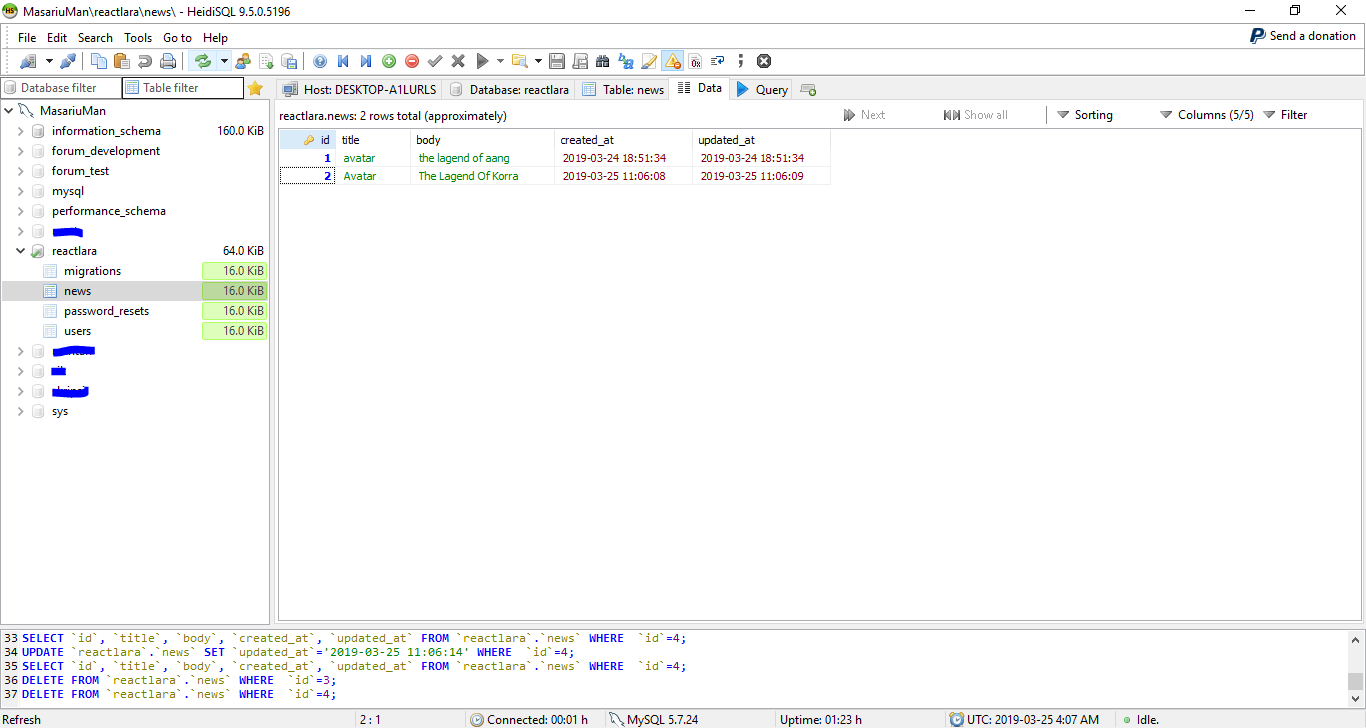 MasariuMan\reactlara\news\ - HeidiSQL 9.5.0.5196
File Edit Search Tools Go to Help
Send a donation
Database filter Table filter
Host: DESKTOP-A1LURLS Database: reactlara Table: news Data Query
MasariuMan
information_schema 160.0 KiB
forum_development
forum_test
mysql
performance_schema
reactlara 64.0 KiB
migrations 16.0 KiB
news 16.0 KiB
password_resets 16.0 KiB
users 16.0 KiB
sys
reactlara.news: 2 rows total (approximately) Next Show all Sorting Columns (5/5) Filter
id title body created_at updated_at
1 avatar the lagend of aang 2019-03-24 18:51:34 2019-03-24 18:51:34
2 Avatar The Lagend Of Korra 2019-03-25 11:06:08 2019-03-25 11:06:09
33 SELECT `id`, `title`, `body`, `created_at`, `updated_at` FROM `reactlara`.`news` WHERE  `id`=4;
34 UPDATE `reactlara`.`news` SET `updated_at`='2019-03-25 11:06:14' WHERE  `id`=4;
35 SELECT `id`, `title`, `body`, `created_at`, `updated_at` FROM `reactlara`.`news` WHERE  `id`=4;
36 DELETE FROM `reactlara`.`news` WHERE  `id`=3;
37 DELETE FROM `reactlara`.`news` WHERE  `id`=4;
Refresh 2 : 1 Connected: 00:01 h MySQL 5.7.24 Uptime: 01:23 h UTC: 2019-03-25 4:07 AM Idle.